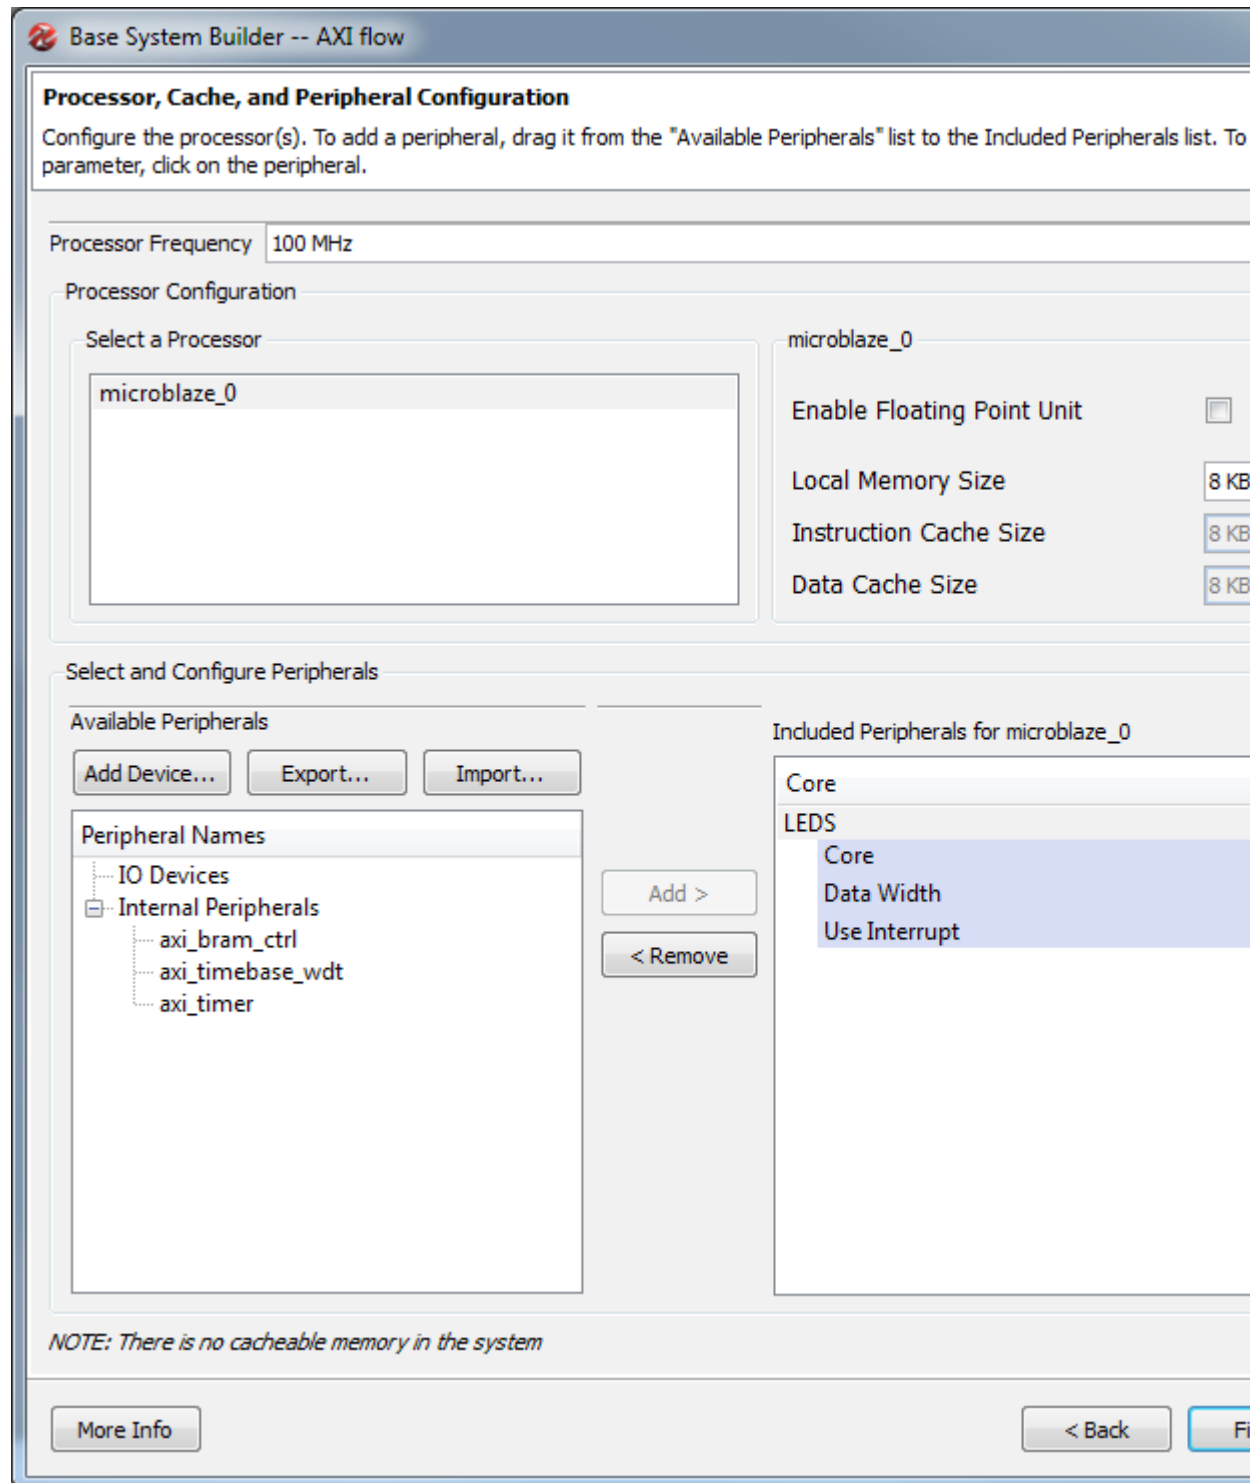 Base System Builder -- AXI flow
Processor, Cache, and Peripheral Configuration
Configure the processor(s). To add a peripheral, drag it from the "Available Peripherals" list to the Included Peripherals list. To
parameter, click on the peripheral.
Processor Frequency 100 MHz
Processor Configuration
Select a Processor
microblaze_0
microblaze_0
Enable Floating Point Unit
Local Memory Size 8 KB
Instruction Cache Size 8 KB
Data Cache Size 8 KB
Select and Configure Peripherals
Available Peripherals
Add Device... Export... Import...
Peripheral Names
IO Devices
Internal Peripherals
axi_bram_ctrl
axi_timebase_wdt
axi_timer
Add >
< Remove
Included Peripherals for microblaze_0
Core
LEDS
Core
Data Width
Use Interrupt
NOTE: There is no cacheable memory in the system
More Info < Back